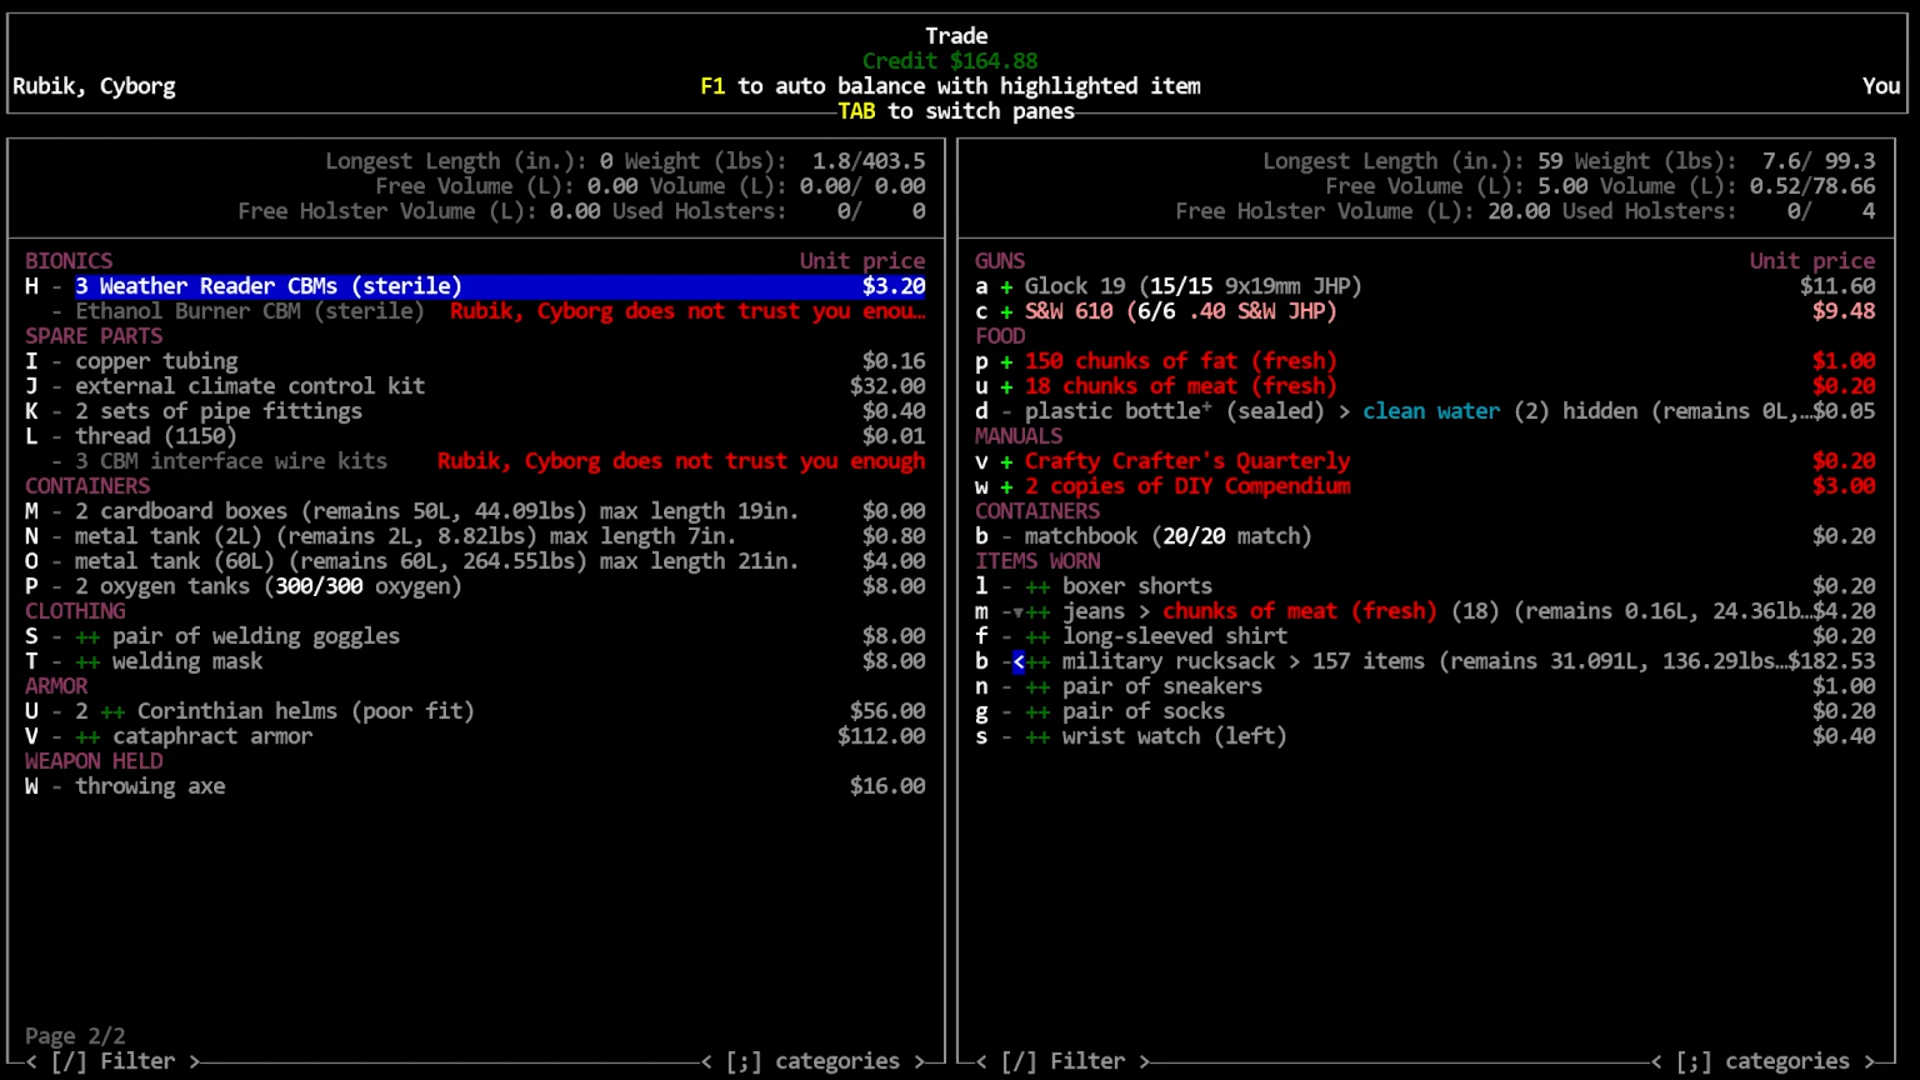 Trade
Credit $164.88
Rubik, Cyborg F1 to auto balance with highlighted item You
TAB to switch panes
Longest Length (in.): 0 Weight (lbs): 1.8/403.5
Free Volume (L): 0.00 Volume (L): 0.00/ 0.00
Free Holster Volume (L): 0.00 Used Holsters: 0/ 0
BIONICS Unit price
H - 3 Weather Reader CBMs (sterile) $3.20
- Ethanol Burner CBM (sterile) Rubik, Cyborg does not trust you enou…
SPARE PARTS
I - copper tubing $0.16
J - external climate control kit $32.00
K - 2 sets of pipe fittings $0.40
L - thread (1150) $0.01
- 3 CBM interface wire kits Rubik, Cyborg does not trust you enough
CONTAINERS
M - 2 cardboard boxes (remains 50L, 44.09lbs) max length 19in. $0.00
N - metal tank (2L) (remains 2L, 8.82lbs) max length 7in. $0.80
O - metal tank (60L) (remains 60L, 264.55lbs) max length 21in. $4.00
P - 2 oxygen tanks (300/300 oxygen) $8.00
CLOTHING
S - ++ pair of welding goggles $8.00
T - ++ welding mask $8.00
ARMOR
U - 2 ++ Corinthian helms (poor fit) $56.00
V - ++ cataphract armor $112.00
WEAPON HELD
W - throwing axe $16.00
Page 2/2
< [/] Filter > < [;] categories >
Longest Length (in.): 59 Weight (lbs): 7.6/ 99.3
Free Volume (L): 5.00 Volume (L): 0.52/78.66
Free Holster Volume (L): 20.00 Used Holsters: 0/ 4
GUNS Unit price
a + Glock 19 (15/15 9x19mm JHP) $11.60
c + S&W 610 (6/6 .40 S&W JHP) $9.48
FOOD
p + 150 chunks of fat (fresh) $1.00
u + 18 chunks of meat (fresh) $0.20
d - plastic bottle⁺ (sealed) > clean water (2) hidden (remains 0L,…$0.05
MANUALS
v + Crafty Crafter's Quarterly $0.20
w + 2 copies of DIY Compendium $3.00
CONTAINERS
b - matchbook (20/20 match) $0.20
ITEMS WORN
l - ++ boxer shorts $0.20
m -▾++ jeans > chunks of meat (fresh) (18) (remains 0.16L, 24.36lb…$4.20
f - ++ long-sleeved shirt $0.20
b -<++ military rucksack > 157 items (remains 31.091L, 136.29lbs…$182.53
n - ++ pair of sneakers $1.00
g - ++ pair of socks $0.20
s - ++ wrist watch (left) $0.40
< [/] Filter > < [;] categories >